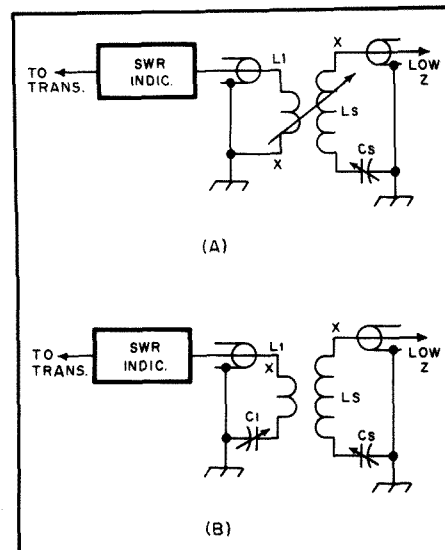 SWR
INDIC.
TO
TRANS.
L1
X
X
LS
CS
LOW
Z
(A)
SWR
INDIC.
TO
TRANS.
L1
X
C1
X
LS
CS
LOW
Z
(B)